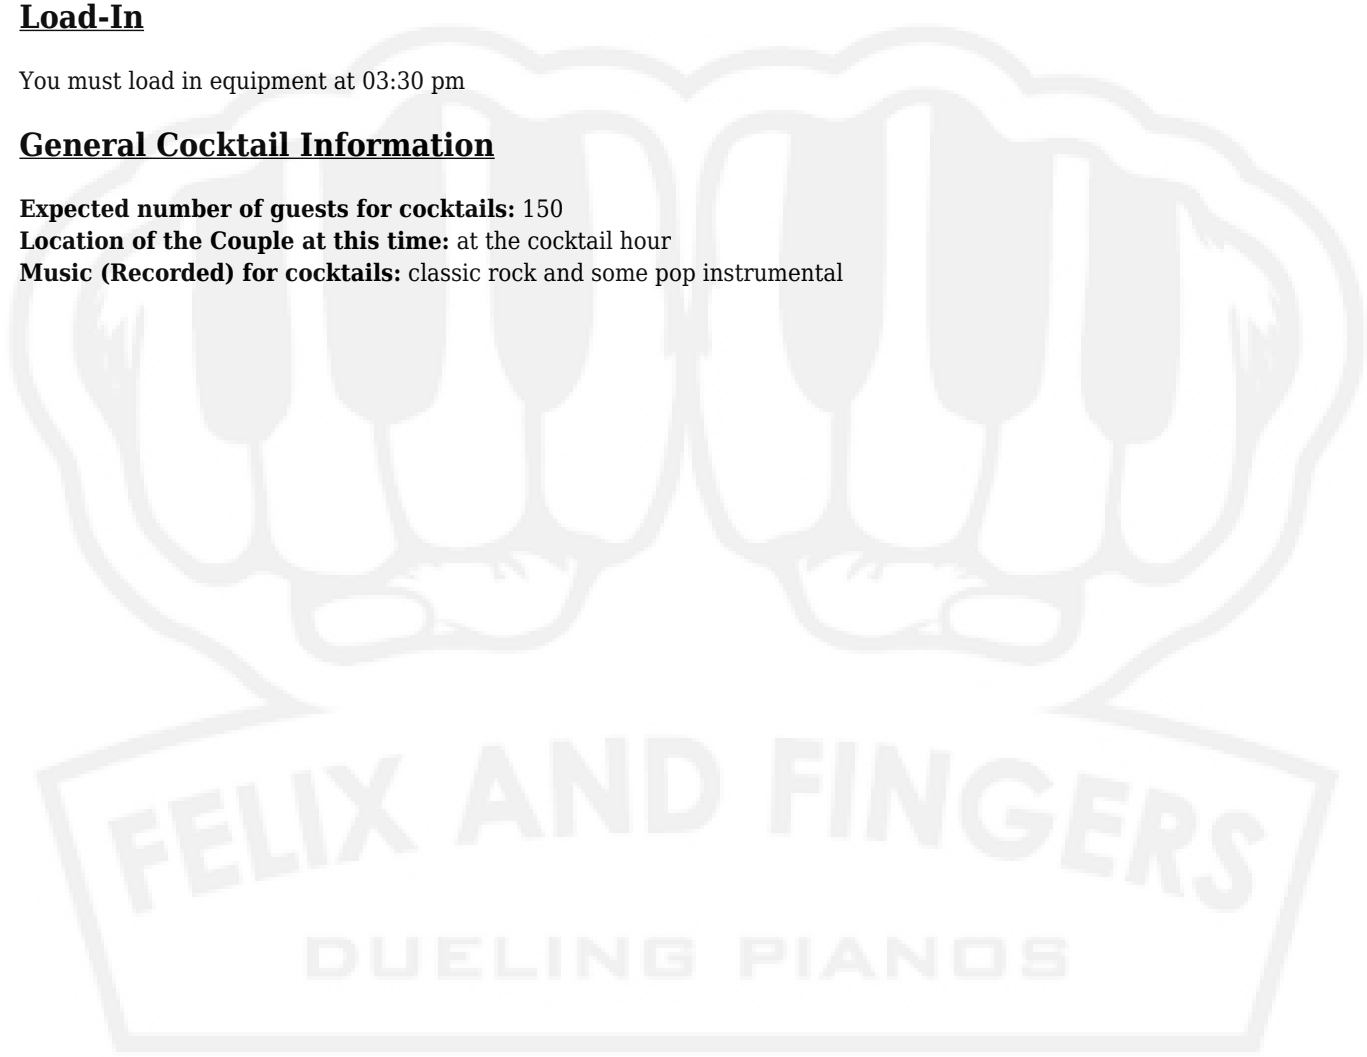 Load-In
You must load in equipment at 03:30 pm
General Cocktail Information
Expected number of guests for cocktails: 150
Location of the Couple at this time: at the cocktail hour
Music (Recorded) for cocktails: classic rock and some pop instrumental
FELIX AND FINGERS
DUELING PIANOS